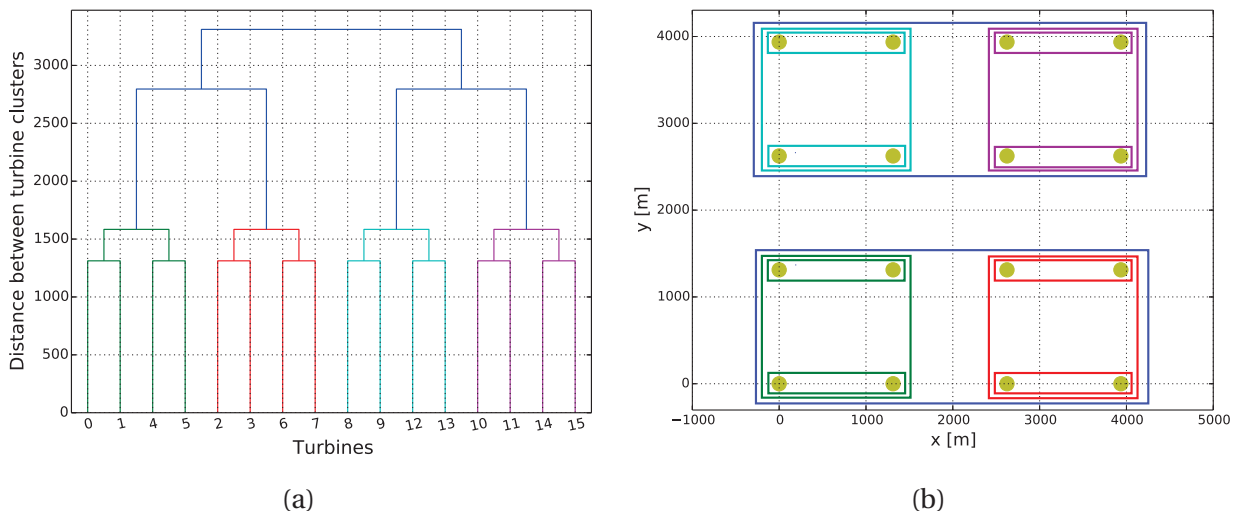 Distance between turbine clusters
3000
2500
3000
1500
1000
500
0
0 1 4 5 2 3 6 7 8 9 12 13 10 11 14 15
Turbines
(a)
y [m]
4000
3000
4000
1000
0
−1000 0 1000 2000 3000 4000 5000
x [m]
(b)